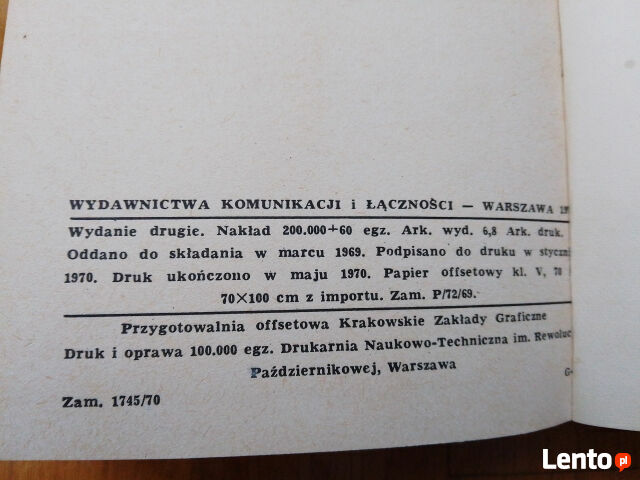 WYDAWNICTWA KOMUNIKACJI i ŁĄCZNOŚCI — WARSZAWA
Wydanie drugie. Nakład 200.000+60 egz. Ark. wyd. 6,8 Ark. druk.
Oddano do składania w marcu 1969. Podpisano do druku w
1970. Druk ukończono w maju 1970. Papier offsetowy kl. V, 70
70×100 cm z importu. Zam. P/72/69.
Przygotowalnia offsetowa Krakowskie Zakłady Graficzne
Druk i oprawa 100.000 egz. Drukarnia Naukowo-Techniczna im.
Październikowej, Warszawa
Zam. 1745/70
Lento.pl